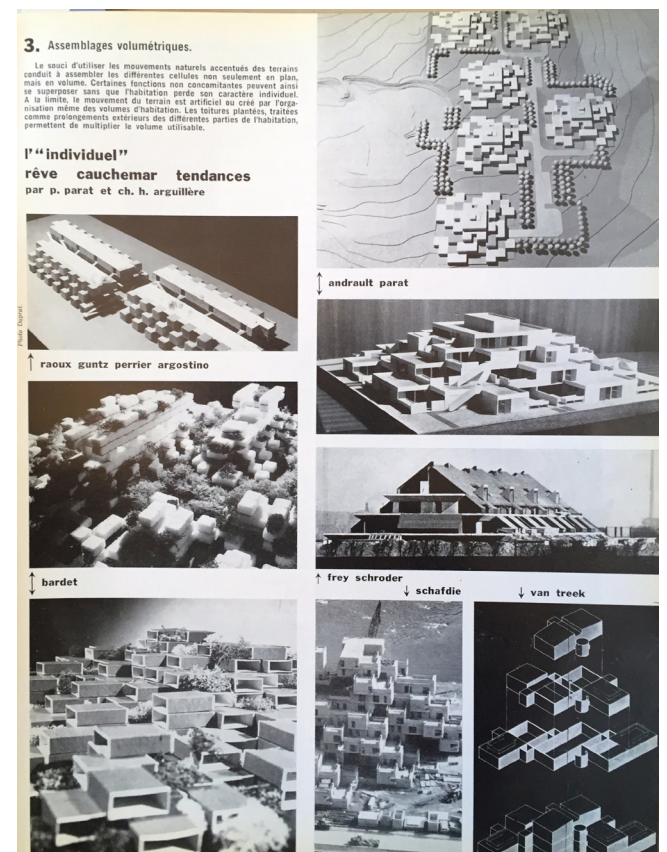 3. Assemblages volumétriques.
Le souci d'utiliser les mouvements naturels accentués des terrains
conduit à assembler les différentes cellules non seulement en plan,
mais en volume. Certaines fonctions non concomitantes peuvent ainsi
se superposer sans que l'habitation perde son caractère individuel.
A la limite, le mouvement du terrain est artificiel ou créé par l'orga-
nisation même des volumes d'habitation. Les toitures plantées, traitées
comme prolongements extérieurs des différentes parties de l'habitation,
permettent de multiplier le volume utilisable.
l'“individuel”
rêve cauchemar tendances
par p. parat et ch. h. arguillère
Photo Duprat.
↑ raoux guntz perrier argostino
↕ bardet
↕ andrault parat
↑ frey schroder
↓ schafdie
↓ van treek